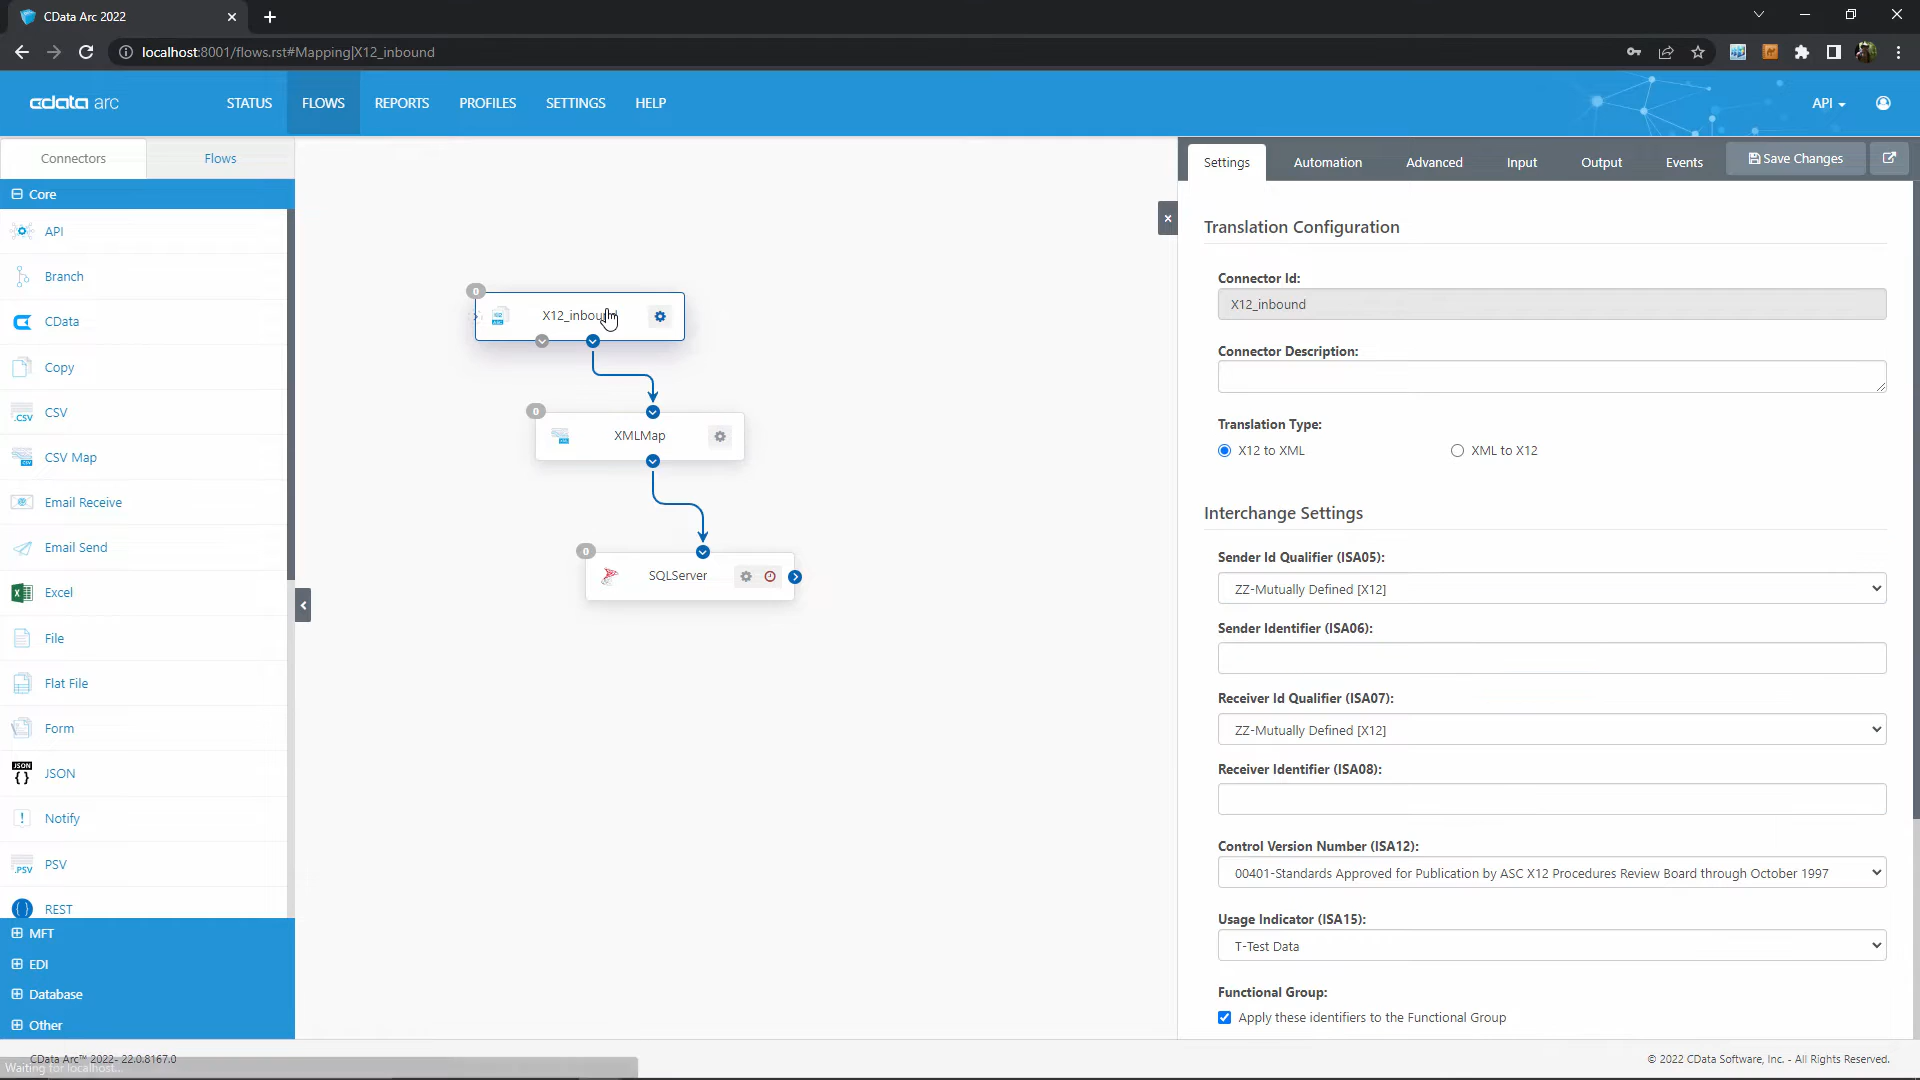 CData Arc 2022
localhost:8001/flows.rst#Mapping|X12_inbound
cdata arc
STATUS
FLOWS
REPORTS
PROFILES
SETTINGS
HELP
API
Connectors
Flows
Core
API
Branch
CData
Copy
CSV
CSV Map
Email Receive
Email Send
Excel
File
Flat File
Form
JSON
Notify
PSV
REST
MFT
EDI
Database
Other
0
X12_inbound
0
XMLMap
0
SQLServer
Settings
Automation
Advanced
Input
Output
Events
Save Changes
Translation Configuration
Connector Id:
X12_inbound
Connector Description:
Translation Type:
X12 to XML
XML to X12
Interchange Settings
Sender Id Qualifier (ISA05):
ZZ-Mutually Defined [X12]
Sender Identifier (ISA06):
Receiver Id Qualifier (ISA07):
ZZ-Mutually Defined [X12]
Receiver Identifier (ISA08):
Control Version Number (ISA12):
00401-Standards Approved for Publication by ASC X12 Procedures Review Board through October 1997
Usage Indicator (ISA15):
T-Test Data
Functional Group:
Apply these identifiers to the Functional Group
CData Arc™ 2022- 22.0.8167.0
Waiting for localhost...
© 2022 CData Software, Inc. - All Rights Reserved.